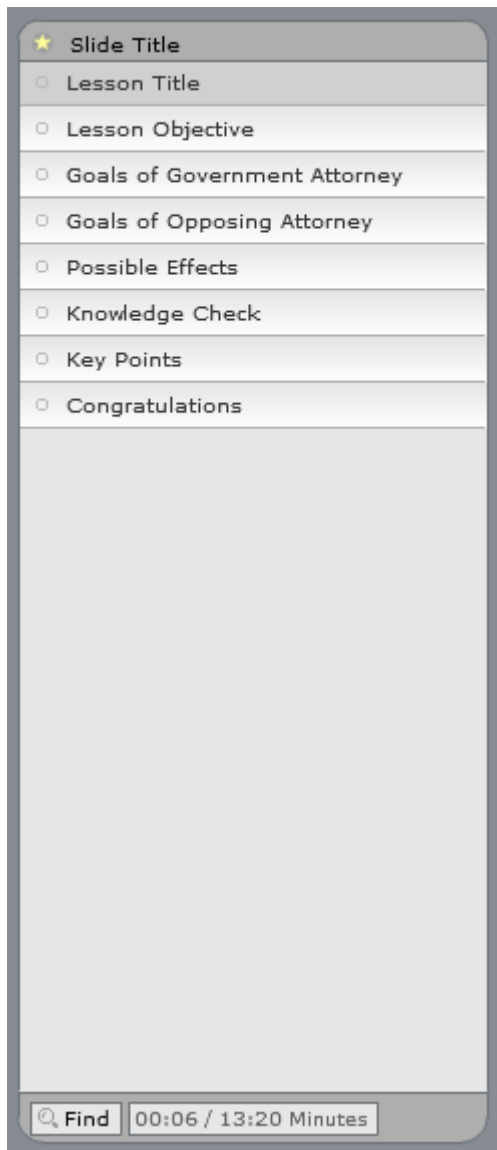 Slide Title
Lesson Title
Lesson Objective
Goals of Government Attorney
Goals of Opposing Attorney
Possible Effects
Knowledge Check
Key Points
Congratulations
Find 00:06 / 13:20 Minutes